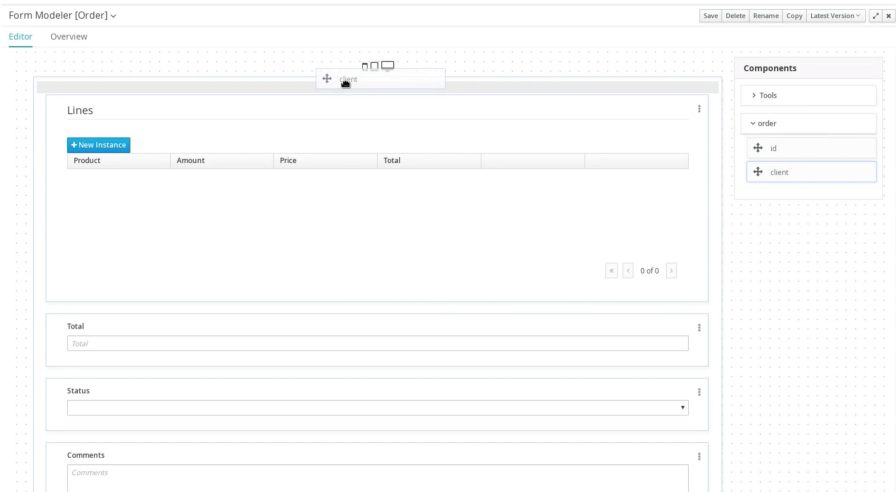 Form Modeler [Order]
Save Delete Rename Copy Latest Version
Editor Overview
client
Components
Tools
order
id
client
Lines
+ New Instance
Product Amount Price Total
« ‹ 0 of 0 ›
Total
Total
Status
Comments
Comments